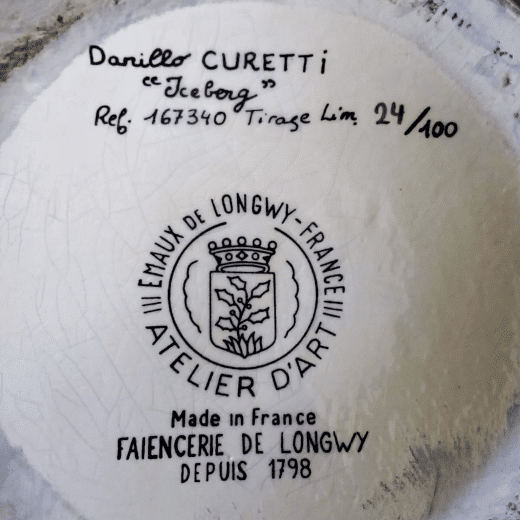 Danillo CURETTi
"Iceberg"
Ref. 167340 Tirage Lim. 24/100
EMAUX DE LONGWY-FRANCE
ATELIER D'ART
Made in France
FAIENCERIE DE LONGWY
DEPUIS 1798